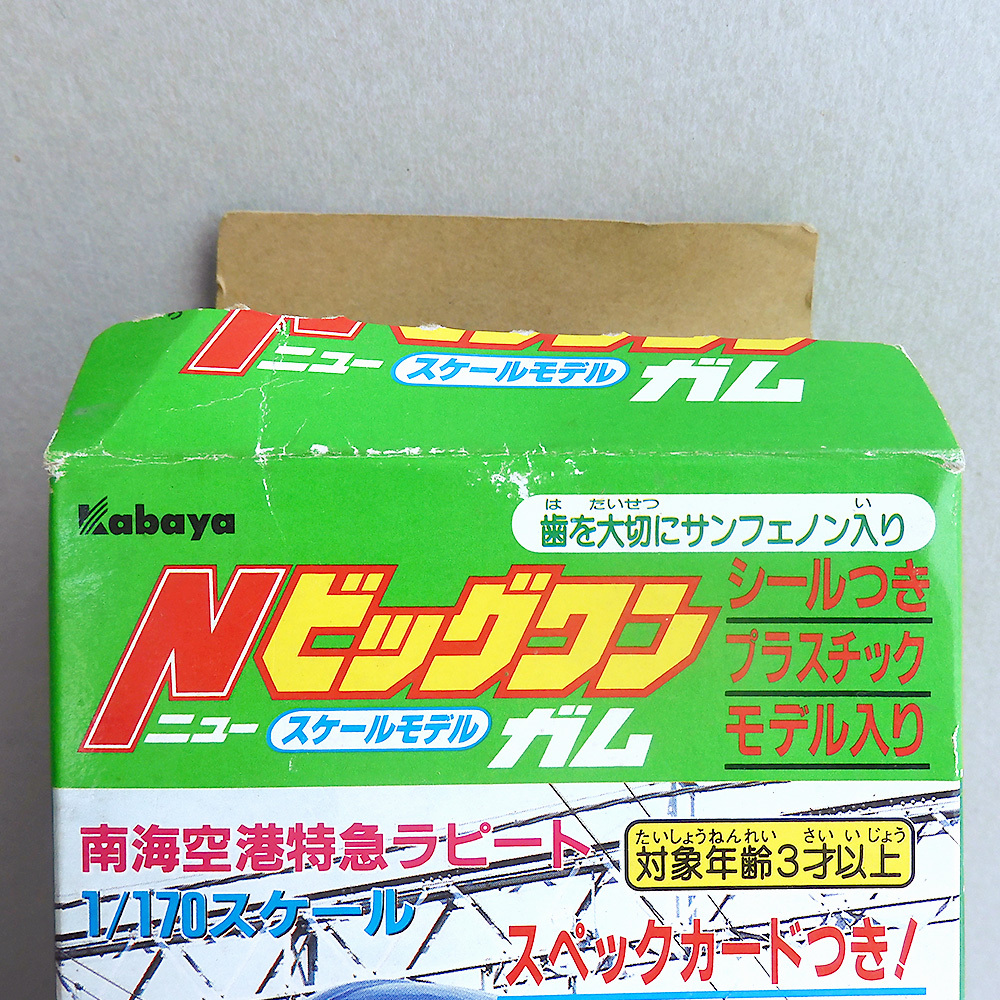 N
ニュー スケールモデル ガム
Kabaya
は たいせつ い
歯を大切にサンフェノン入り
Nビッグワン
ニュー スケールモデル ガム
シールつき
プラスチック
モデル入り
南海空港特急ラピート
1/170スケール
たいしょうねんれい さい いじょう
対象年齢3才以上
スペックカードつき!